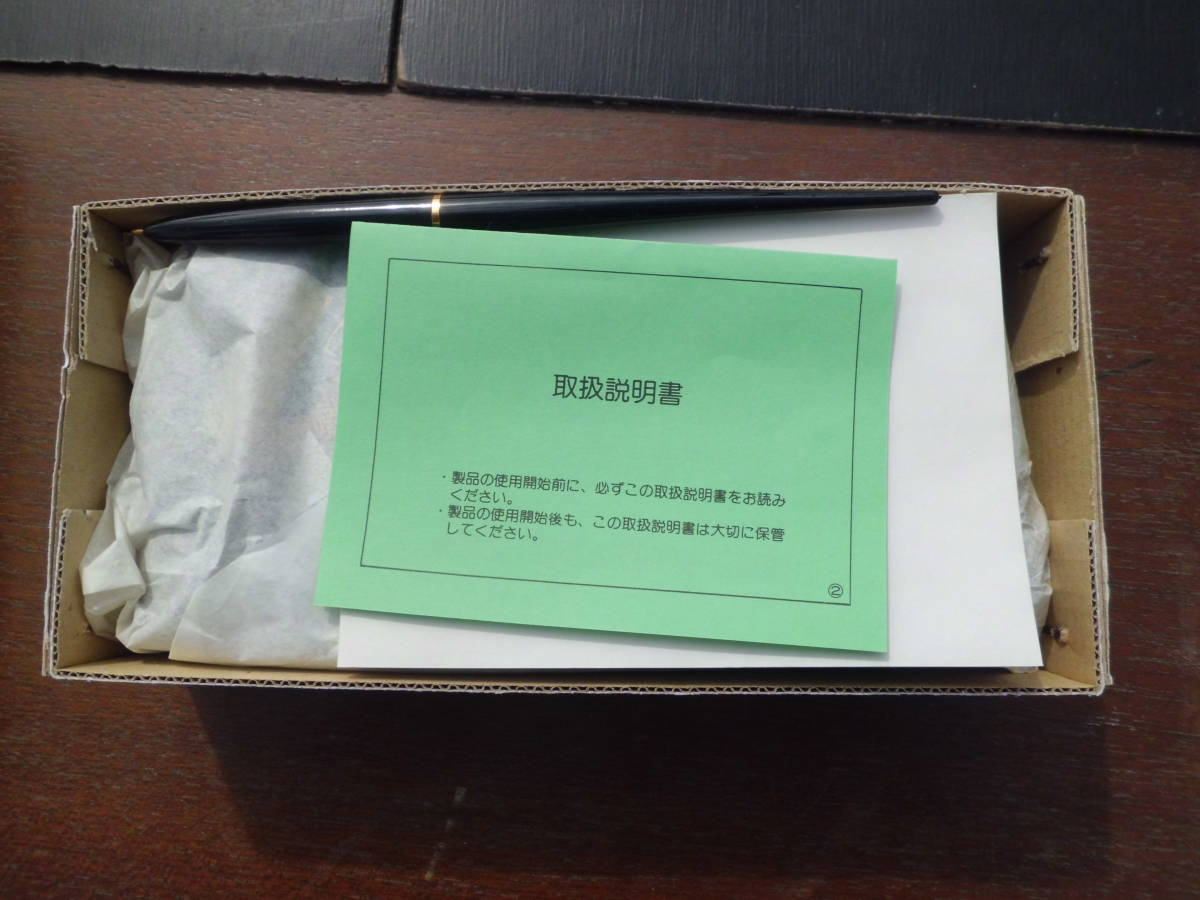 取扱説明書
・製品の使用開始前に、必ずこの取扱説明書をお読み
ください。
・製品の使用開始後も、この取扱説明書は大切に保管
してください。
②